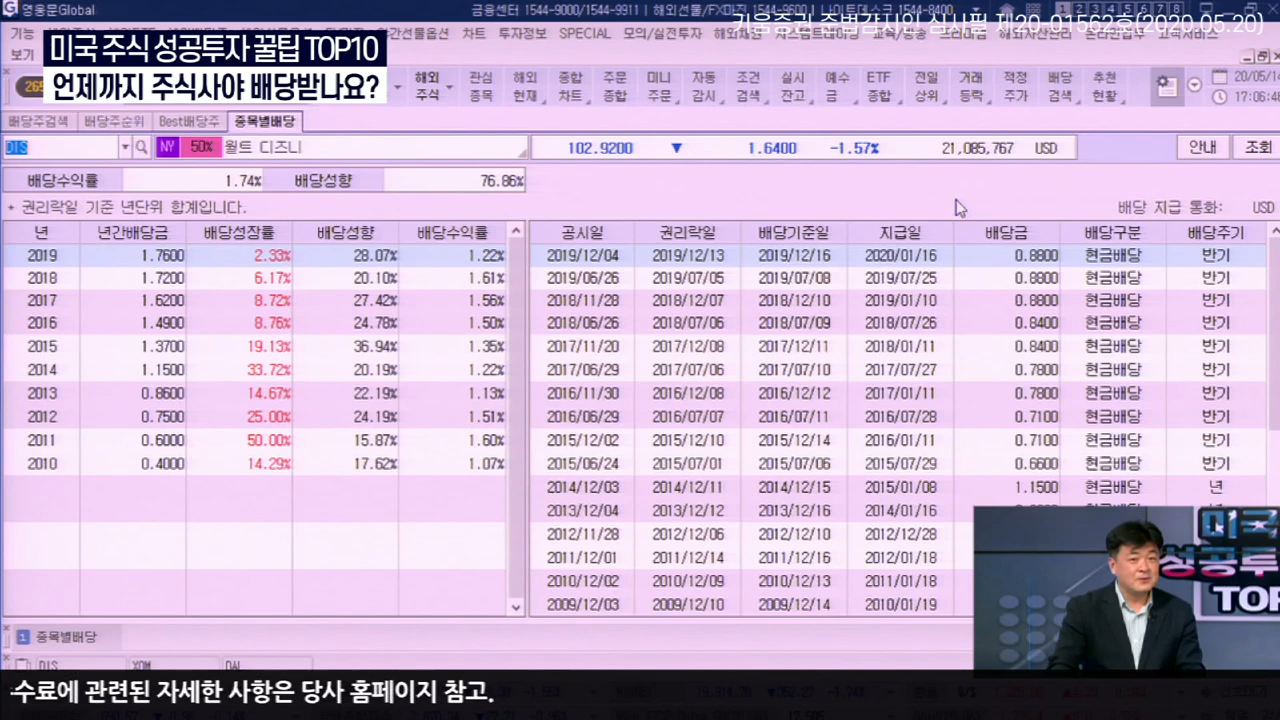 영웅문Global
금융센터 1544-9000/1544-9911 | 해외선물/FX마진
키움증권 준법감시인 심사필 제20-01562호(2020.05.20)
기능
차트 투자정보 SPECIAL 모의/실전투자
보기
미국 주식 성공투자 꿀팁 TOP10
언제까지 주식사야 배당받나요?
해외 주식
관심 종목
해외 현재
종합 차트
주문 종합
미니 주문
자동 감시
조건 검색
실시 잔고
예수 금
ETF 종합
전일 상위
거래 등락
적정 주가
배당 검색
추천 현황
배당주검색 배당주순위 Best배당주 종목별배당
DIS NY 50% 월트 디즈니 102.9200 ▼ 1.6400 -1.57% 21,085,767 USD 안내 조회
배당수익률 1.74% 배당성향 76.86%
+ 권리락일 기준 년단위 합계입니다.
배당 지급 통화: USD
년 년간배당금 배당성장률 배당성향 배당수익률
2019 1.7600 2.33% 28.07% 1.22%
2018 1.7200 6.17% 20.10% 1.61%
2017 1.6200 8.72% 27.42% 1.56%
2016 1.4900 8.76% 24.78% 1.50%
2015 1.3700 19.13% 36.94% 1.35%
2014 1.1500 33.72% 20.19% 1.22%
2013 0.8600 14.67% 22.19% 1.13%
2012 0.7500 25.00% 24.19% 1.51%
2011 0.6000 50.00% 15.87% 1.60%
2010 0.4000 14.29% 17.62% 1.07%
공시일 권리락일 배당기준일 지급일 배당금 배당구분 배당주기
2019/12/04 2019/12/13 2019/12/16 2020/01/16 0.8800 현금배당 반기
2019/06/26 2019/07/05 2019/07/08 2019/07/25 0.8800 현금배당 반기
2018/11/28 2018/12/07 2018/12/10 2019/01/10 0.8800 현금배당 반기
2018/06/26 2018/07/06 2018/07/09 2018/07/26 0.8400 현금배당 반기
2017/11/20 2017/12/08 2017/12/11 2018/01/11 0.8400 현금배당 반기
2017/06/29 2017/07/06 2017/07/10 2017/07/27 0.7800 현금배당 반기
2016/11/30 2016/12/08 2016/12/12 2017/01/11 0.7800 현금배당 반기
2016/06/29 2016/07/07 2016/07/11 2016/07/28 0.7100 현금배당 반기
2015/12/02 2015/12/10 2015/12/14 2016/01/11 0.7100 현금배당 반기
2015/06/24 2015/07/01 2015/07/06 2015/07/29 0.6600 현금배당 반기
2014/12/03 2014/12/11 2014/12/15 2015/01/08 1.1500 현금배당 년
2013/12/04 2013/12/12 2013/12/16 2014/01/16
2012/11/28 2012/12/06 2012/12/10 2012/12/28
2011/12/01 2011/12/14 2011/12/16 2012/01/18
2010/12/02 2010/12/09 2010/12/13 2011/01/18
2009/12/03 2009/12/10 2009/12/14 2010/01/19
미국
성공투
TOP
1 종목별배당
DIS XOM DAL
수료에 관련된 자세한 사항은 당사 홈페이지 참고.